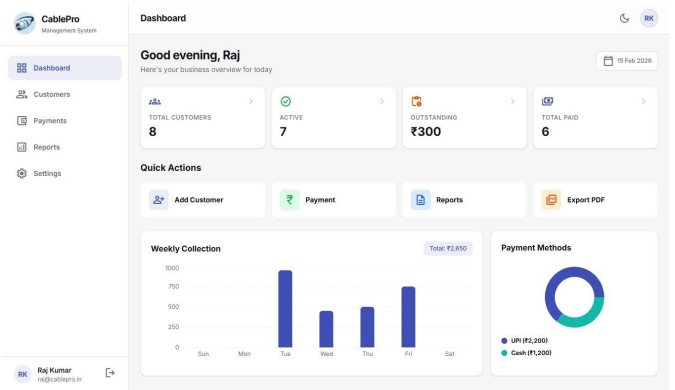 CablePro
Management System
Dashboard
RK
Dashboard
Customers
Payments
Reports
Settings
Good evening, Raj
Here's your business overview for today
15 Feb 2026
TOTAL CUSTOMERS
8
ACTIVE
7
OUTSTANDING
₹300
TOTAL PAID
6
Quick Actions
Add Customer
₹ Payment
Reports
Export PDF
Weekly Collection
Total: ₹2,650
1000
750
500
250
0
Sun Mon Tue Wed Thu Fri Sat
Payment Methods
UPI (₹2,200)
Cash (₹1,200)
RK
Raj Kumar
raj@cablepro.in